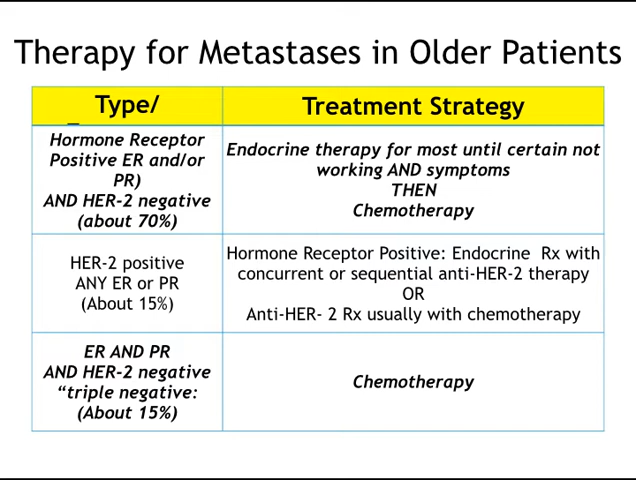 Therapy for Metastases in Older Patients
Type/
Treatment Strategy
Hormone Receptor
Positive ER and/or
PR)
AND HER-2 negative
(about 70%)
Endocrine therapy for most until certain not
working AND symptoms
THEN
Chemotherapy
HER-2 positive
ANY ER or PR
(About 15%)
Hormone Receptor Positive: Endocrine  Rx with
concurrent or sequential anti-HER-2 therapy
OR
Anti-HER- 2 Rx usually with chemotherapy
ER AND PR
AND HER-2 negative
“triple negative:
(About 15%)
Chemotherapy